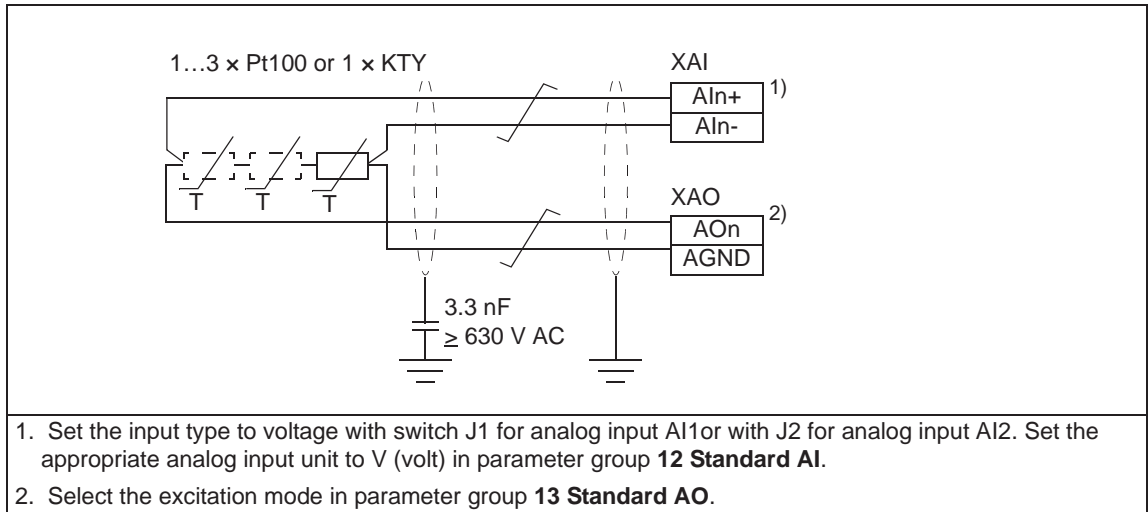 1…3 × Pt100 or 1 × KTY
XAI
AIn+
1)
AIn-
T
T
T
XAO
AOn
2)
AGND
3.3 nF
≥ 630 V AC
1. Set the input type to voltage with switch J1 for analog input AI1or with J2 for analog input AI2. Set the
appropriate analog input unit to V (volt) in parameter group 12 Standard AI.
2. Select the excitation mode in parameter group 13 Standard AO.